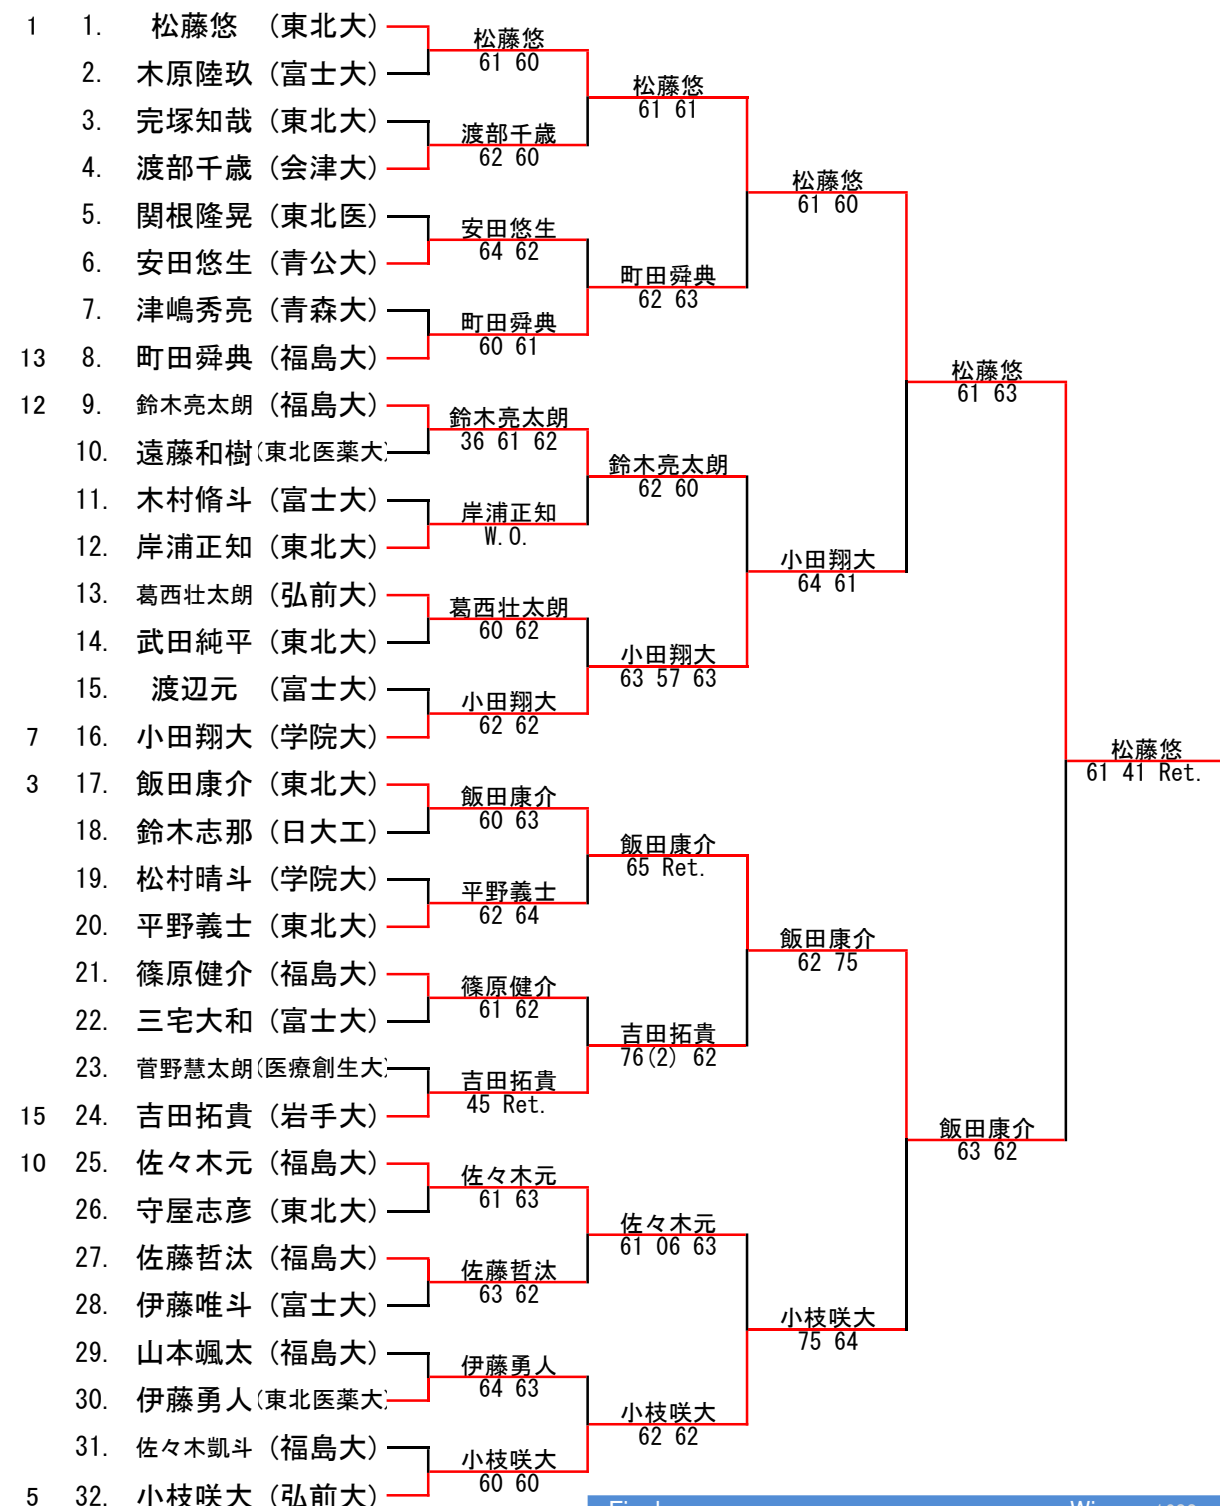 1 1. 松藤悠 (東北大)
2. 木原陸玖 (富士大)
3. 完塚知哉 (東北大)
4. 渡部千歳 (会津大)
5. 関根隆晃 (東北医)
6. 安田悠生 (青公大)
7. 津嶋秀亮 (青森大)
13 8. 町田舜典 (福島大)
12 9. 鈴木亮太朗 (福島大)
10. 遠藤和樹 (東北医薬大)
11. 木村脩斗 (富士大)
12. 岸浦正知 (東北大)
13. 葛西壮太朗 (弘前大)
14. 武田純平 (東北大)
15. 渡辺元 (富士大)
7 16. 小田翔大 (学院大)
3 17. 飯田康介 (東北大)
18. 鈴木志那 (日大工)
19. 松村晴斗 (学院大)
20. 平野義士 (東北大)
21. 篠原健介 (福島大)
22. 三宅大和 (富士大)
23. 菅野慧太朗 (医療創生大)
15 24. 吉田拓貴 (岩手大)
10 25. 佐々木元 (福島大)
26. 守屋志彦 (東北大)
27. 佐藤哲汰 (福島大)
28. 伊藤唯斗 (富士大)
29. 山本颯太 (福島大)
30. 伊藤勇人 (東北医薬大)
31. 佐々木凱斗 (福島大)
5 32. 小枝咲大 (弘前大)
松藤悠
61 60
渡部千歳
62 60
安田悠生
64 62
町田舜典
60 61
鈴木亮太朗
36 61 62
岸浦正知
W.O.
葛西壮太朗
60 62
小田翔大
62 62
飯田康介
60 63
平野義士
62 64
篠原健介
61 62
吉田拓貴
45 Ret.
佐々木元
61 63
佐藤哲汰
63 62
伊藤勇人
64 63
小枝咲大
60 60
松藤悠
61 61
町田舜典
62 63
鈴木亮太朗
62 60
小田翔大
63 57 63
飯田康介
65 Ret.
吉田拓貴
76(2) 62
佐々木元
61 06 63
小枝咲大
62 62
松藤悠
61 60
小田翔大
64 61
飯田康介
62 75
小枝咲大
75 64
松藤悠
61 63
飯田康介
63 62
松藤悠
61 41 Ret.